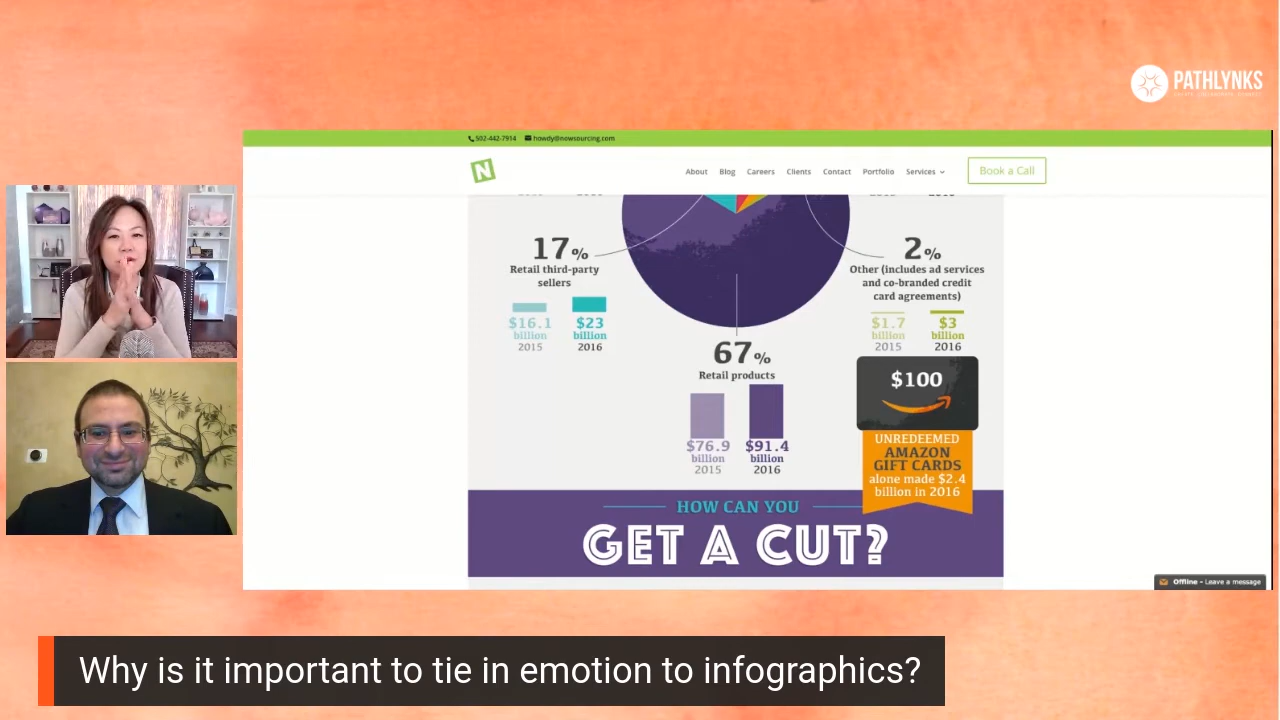 PATHLYNKS
502-442-7914 howdy@nowsourcing.com
N
About Blog Careers Clients Contact Portfolio Services Book a Call
17%
Retail third-party
sellers
$16.1
billion
2015
$23
billion
2016
67%
Retail products
$76.9
billion
2015
$91.4
billion
2016
2%
Other (includes ad services
and co-branded credit
card agreements)
$1.7
billion
2015
$3
billion
2016
$100
UNREDEEMED
AMAZON
GIFT CARDS
alone made $2.4
billion in 2016
HOW CAN YOU
GET A CUT?
Offline - Leave a message
Why is it important to tie in emotion to infographics?